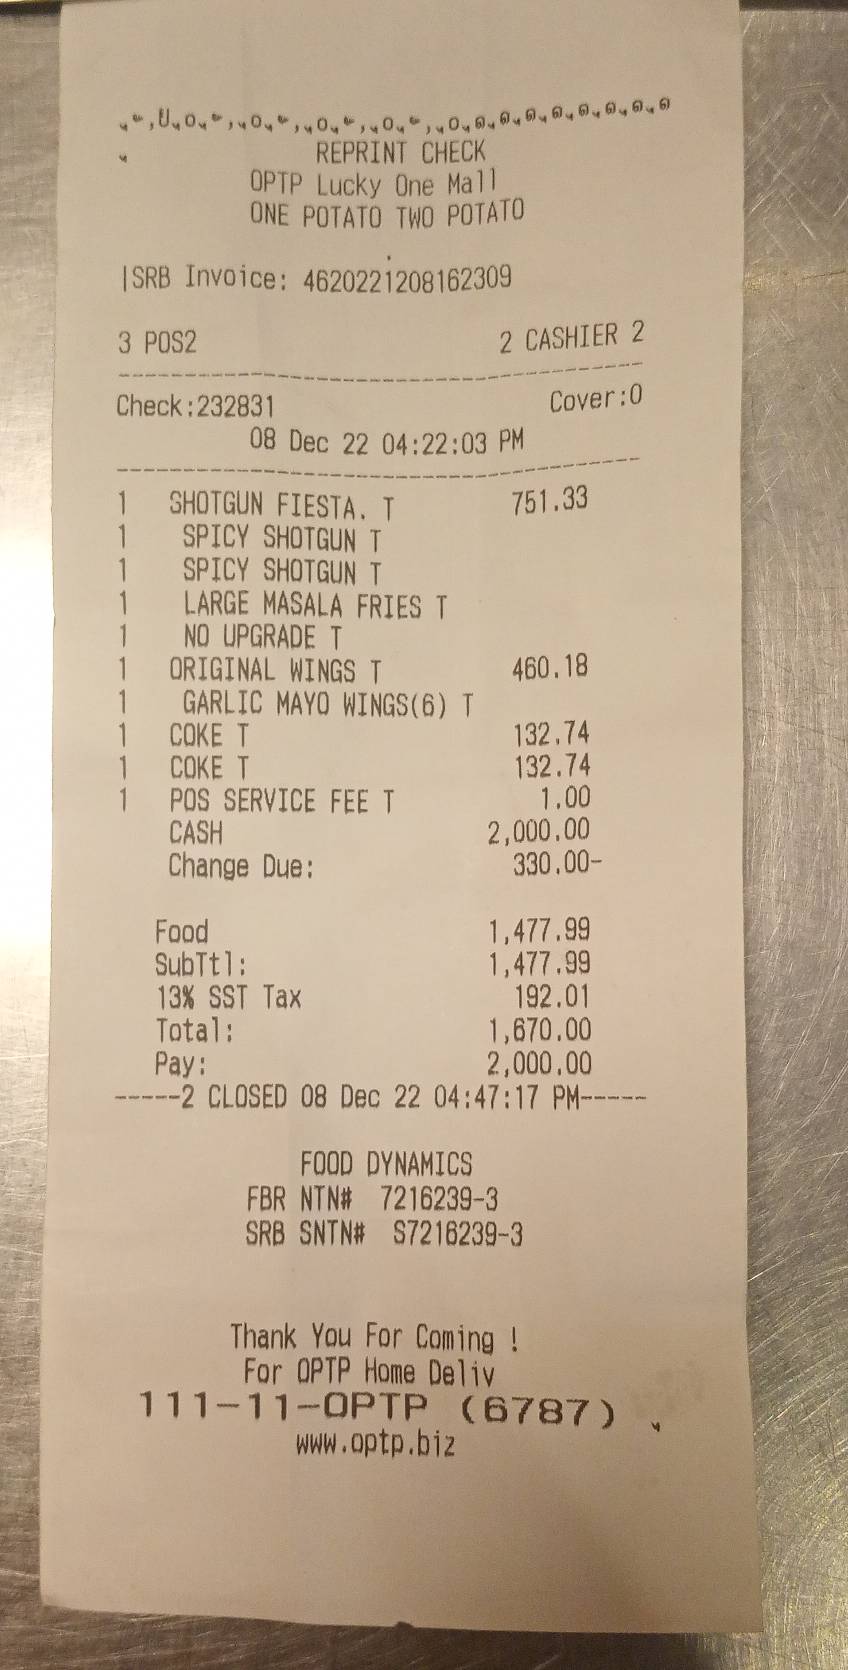 REPRINT CHECK
OPTP Lucky One Mall
ONE POTATO TWO POTATO
|SRB Invoice: 4620221208162309
3 POS2 2 CASHIER 2
Check:232831 Cover:0
08 Dec 22 04:22:03 PM
1 SHOTGUN FIESTA. T 751.33
1 SPICY SHOTGUN T
1 SPICY SHOTGUN T
1 LARGE MASALA FRIES T
1 NO UPGRADE T
1 ORIGINAL WINGS T 460.18
1 GARLIC MAYO WINGS(6) T
1 COKE T 132.74
1 COKE T 132.74
1 POS SERVICE FEE T 1.00
CASH 2,000.00
Change Due: 330.00-
Food 1,477.99
SubTtl: 1,477.99
13% SST Tax 192.01
Total: 1,670.00
Pay: 2,000.00
-----2 CLOSED 08 Dec 22 04:47:17 PM-----
FOOD DYNAMICS
FBR NTN# 7216239-3
SRB SNTN# S7216239-3
Thank You For Coming !
For OPTP Home Deliv
111-11-OPTP (6787)
www.optp.biz